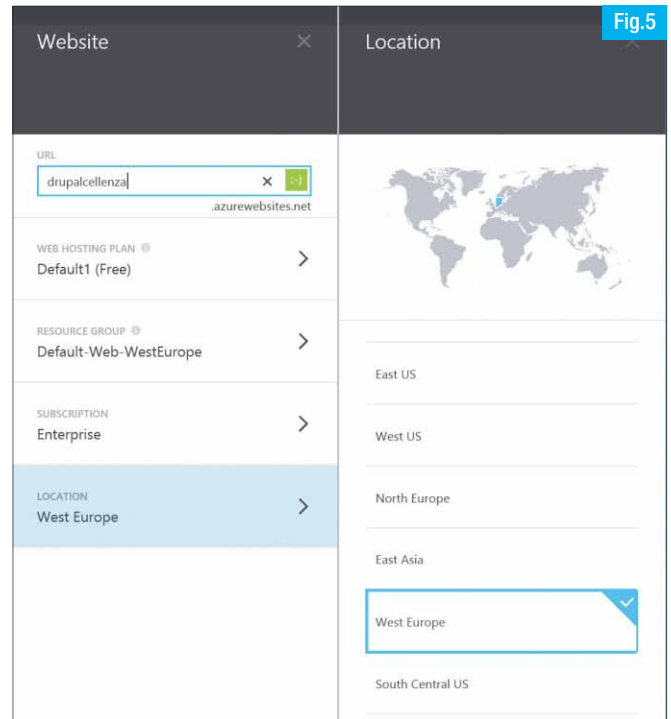 Fig.5
Website
URL
drupalcellenza
.azurewebsites.net
WEB HOSTING PLAN
Default1 (Free)
RESOURCE GROUP
Default-Web-WestEurope
SUBSCRIPTION
Enterprise
LOCATION
West Europe
Location
East US
West US
North Europe
East Asia
West Europe
South Central US